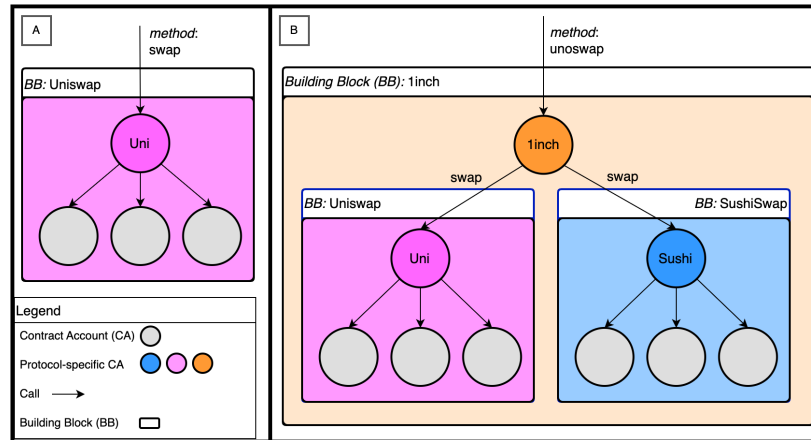 A
method:
swap
BB: Uniswap
Uni
Legend
Contract Account (CA)
Protocol-specific CA
Call
Building Block (BB)
B
method:
unoswap
Building Block (BB): 1inch
1inch
swap
swap
BB: Uniswap
BB: SushiSwap
Uni
Sushi